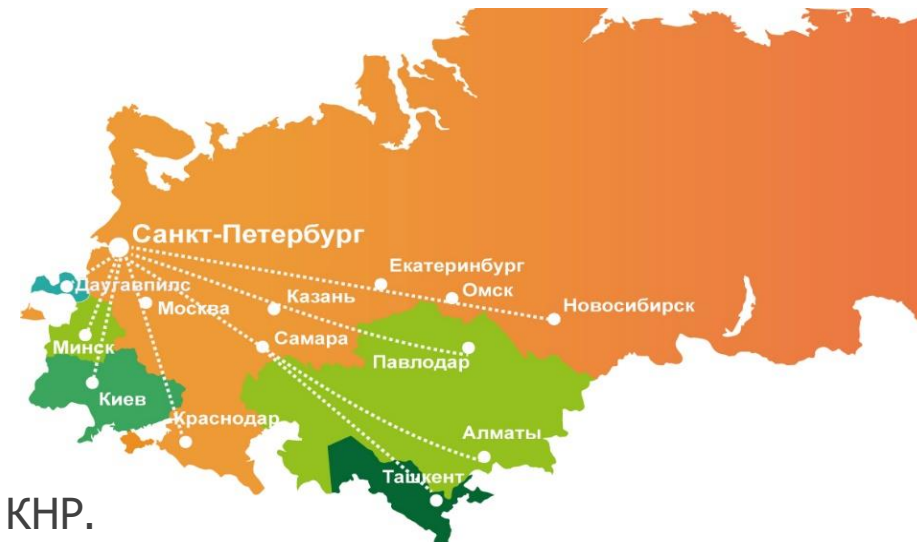 Санкт-Петербург
Екатеринбург
Даугавпилс
Омск
Казань
Москва
Новосибирск
Самара
Минск
Павлодар
Киев
Краснодар
Алматы
Ташкент
КНР.